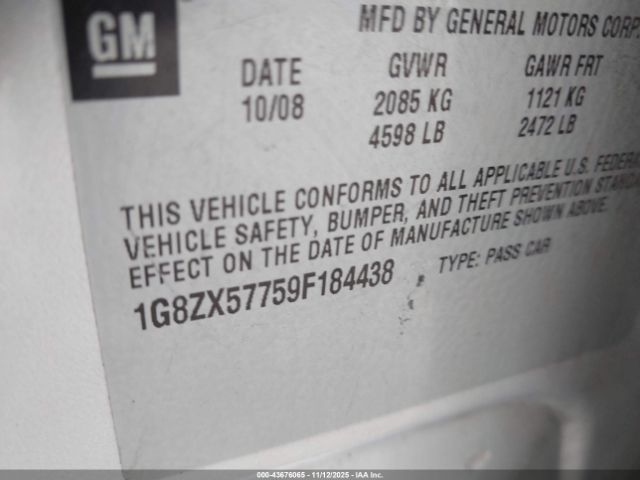 GM
MFD BY GENERAL MOTORS CORP.
DATE GVWR GAWR FRT
10/08 2085 KG 1121 KG
4598 LB 2472 LB
THIS VEHICLE CONFORMS TO ALL APPLICABLE U.S. FEDER
VEHICLE SAFETY, BUMPER, AND THEFT PREVENTION STANDA
EFFECT ON THE DATE OF MANUFACTURE SHOWN ABOVE.
1G8ZX57759F184438 TYPE: PASS CAR
000-43676065 - 11/12/2025 - IAA Inc.